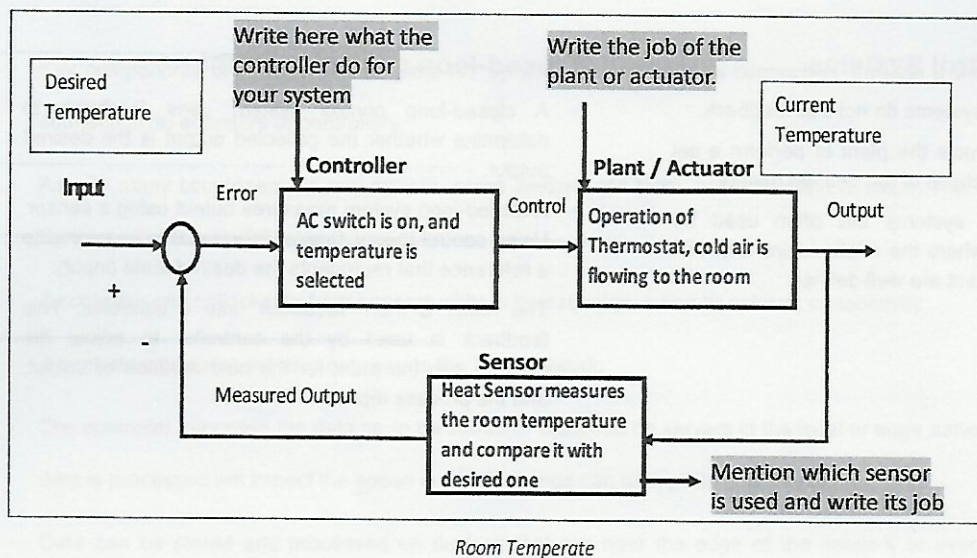 Write here what the
controller do for
your system
Write the job of the
plant or actuator.
Desired
Temperature
Current
Temperature
Controller
Plant / Actuator
Input
Error
AC switch is on, and
temperature is
selected
Control
Operation of
Thermostat, cold air is
flowing to the room
Output
+
-
Sensor
Measured Output
Heat Sensor measures
the room temperature
and compare it with
desired one
Mention which sensor
is used and write its job
Room Temperate